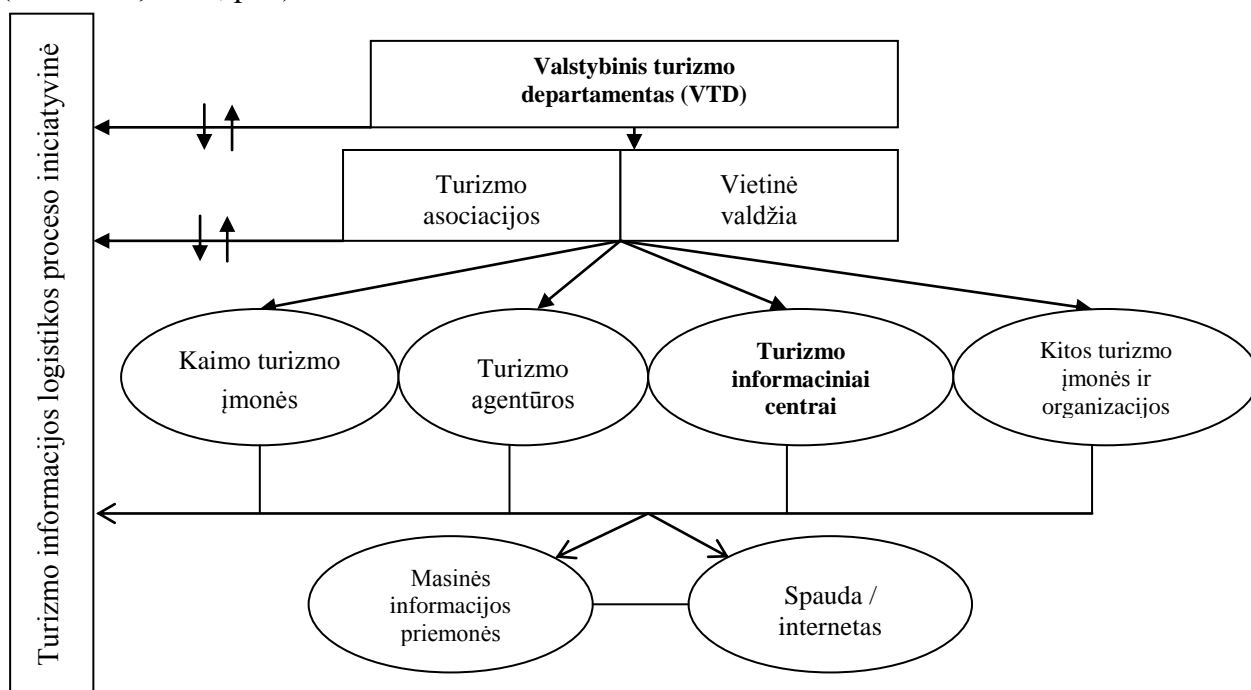 Turizmo informacijos logistikos proceso iniciatyvinė
Valstybinis turizmo
departamentas (VTD)
Turizmo
asociacijos
Vietinė
valdžia
Kaimo turizmo
įmonės
Turizmo
agentūros
Turizmo
informaciniai
centrai
Kitos turizmo
įmonės ir
organizacijos
Masinės
informacijos
priemonės
Spauda /
internetas